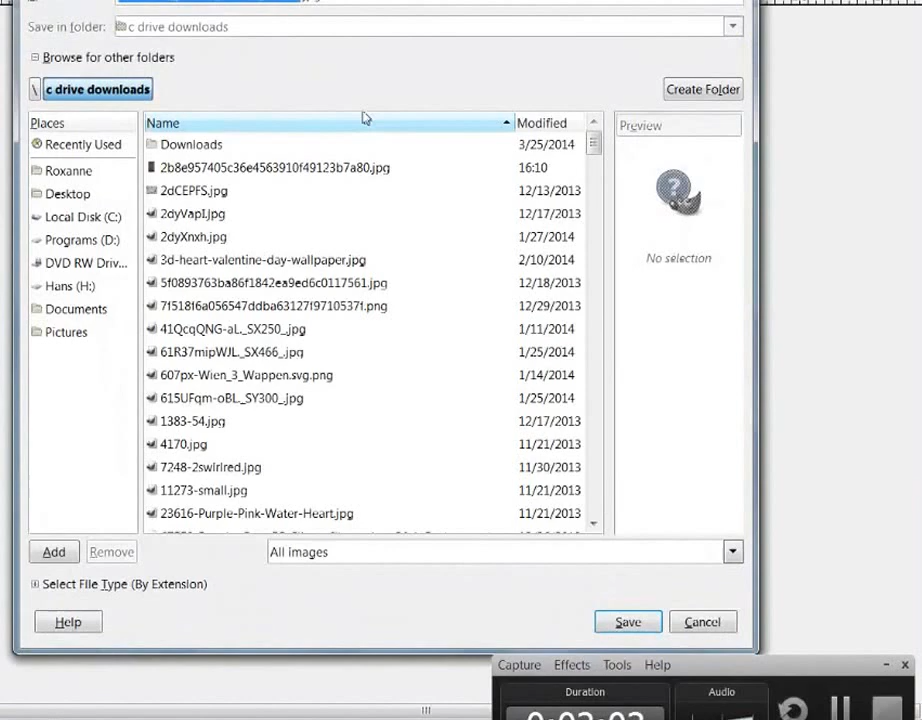 Save in folder: c drive downloads
Browse for other folders
\ c drive downloads Create Folder
Places Name Modified Preview
Recently Used Downloads 3/25/2014
Roxanne 2b8e957405c36e4563910f49123b7a80.jpg 16:10
Desktop 2dCEPFS.jpg 12/13/2013
Local Disk (C:) 2dyVapI.jpg 12/17/2013
Programs (D:) 2dyXnxh.jpg 1/27/2014
DVD RW Driv... 3d-heart-valentine-day-wallpaper.jpg 2/10/2014 No selection
Hans (H:) 5f0893763ba86f1842ea9ed6c0117561.jpg 12/18/2013
Documents 7f518f6a056547ddba63127f9710537f.png 12/29/2013
Pictures 41QcqQNG-aL._SX250_.jpg 1/11/2014
61R37mipWJL._SX466_.jpg 1/25/2014
607px-Wien_3_Wappen.svg.png 1/14/2014
615UFqm-oBL._SY300_.jpg 1/25/2014
1383-54.jpg 12/17/2013
4170.jpg 11/21/2013
7248-2swirlred.jpg 11/30/2013
11273-small.jpg 11/21/2013
23616-Purple-Pink-Water-Heart.jpg 11/21/2013
Add Remove All images
Select File Type (By Extension)
Help Save Cancel
Capture Effects Tools Help
Duration Audio